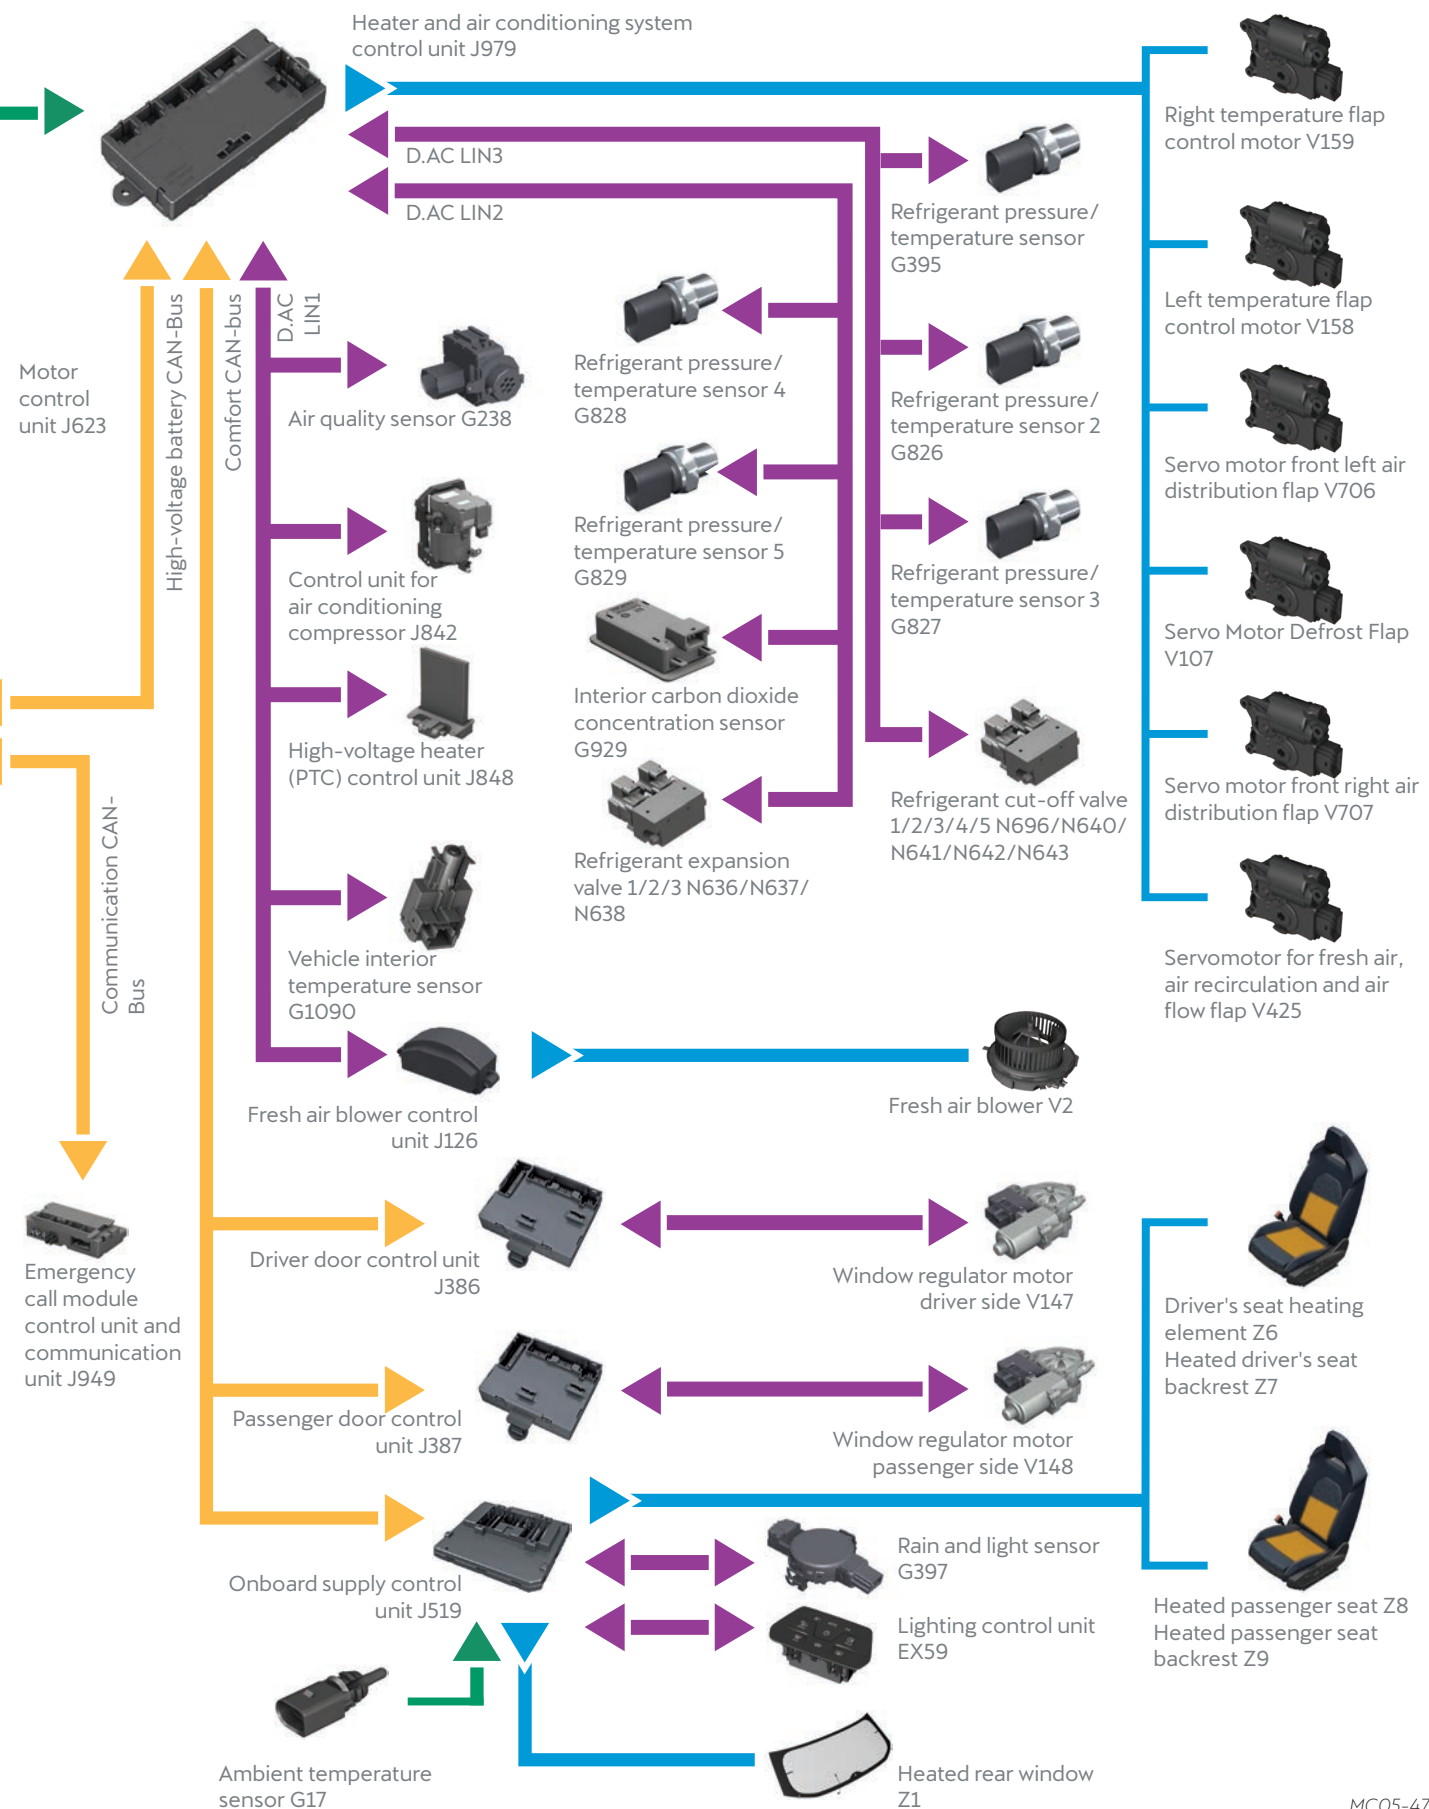 Heater and air conditioning system
control unit J979
Right temperature flap
control motor V159
D.AC LIN3
D.AC LIN2
Refrigerant pressure/
temperature sensor
G395
Left temperature flap
control motor V158
High-voltage battery CAN-Bus
Comfort CAN-bus
D.AC
LIN1
Motor
control
unit J623
Air quality sensor G238
Refrigerant pressure/
temperature sensor 4
G828
Refrigerant pressure/
temperature sensor 2
G826
Servo motor front left air
distribution flap V706
Control unit for
air conditioning
compressor J842
Refrigerant pressure/
temperature sensor 5
G829
Refrigerant pressure/
temperature sensor 3
G827
Servo Motor Defrost Flap
V107
High-voltage heater
(PTC) control unit J848
Interior carbon dioxide
concentration sensor
G929
Refrigerant cut-off valve
1/2/3/4/5 N696/N640/
N641/N642/N643
Servo motor front right air
distribution flap V707
Communication CAN-
Bus
Refrigerant expansion
valve 1/2/3 N636/N637/
N638
Vehicle interior
temperature sensor
G1090
Servomotor for fresh air,
air recirculation and air
flow flap V425
Fresh air blower control
unit J126
Fresh air blower V2
Emergency
call module
control unit and
communication
unit J949
Driver door control unit
J386
Window regulator motor
driver side V147
Driver's seat heating
element Z6
Heated driver's seat
backrest Z7
Passenger door control
unit J387
Window regulator motor
passenger side V148
Onboard supply control
unit J519
Rain and light sensor
G397
Lighting control unit
EX59
Heated passenger seat Z8
Heated passenger seat
backrest Z9
Ambient temperature
sensor G17
Heated rear window
Z1
MC05-47